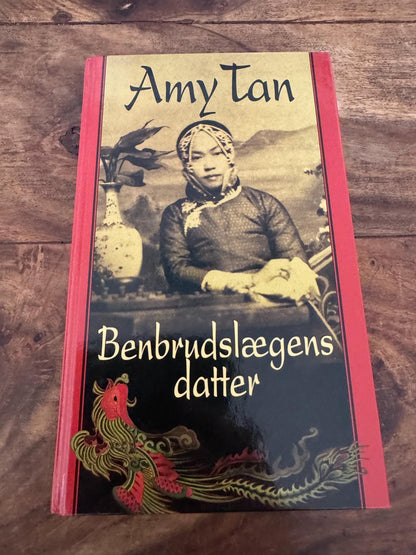 Amy Tan
Benbrudslægens
datter